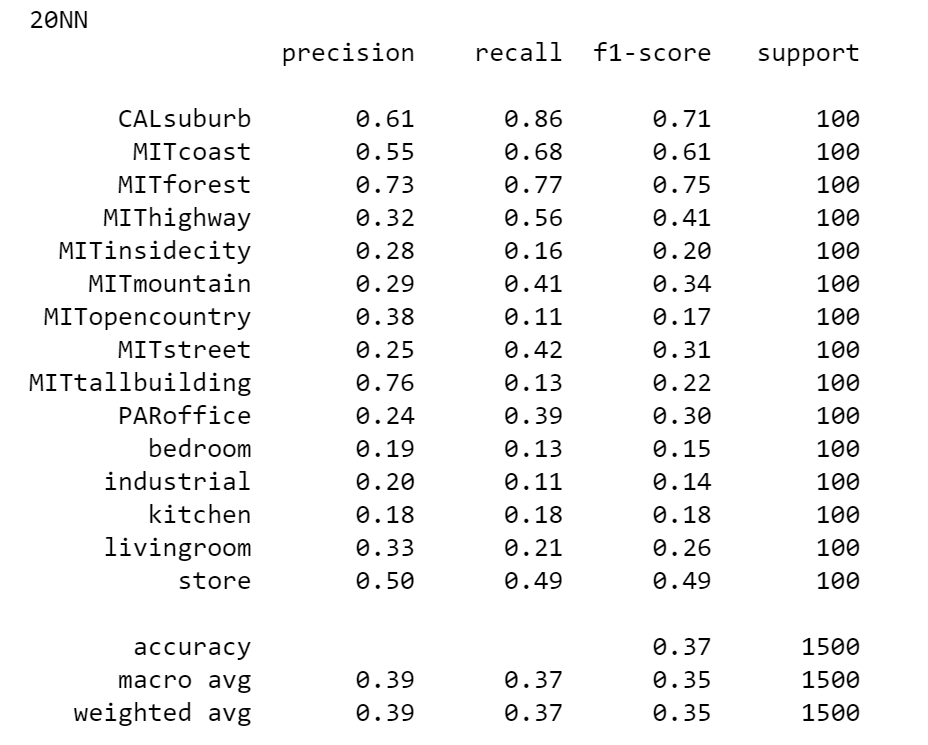 20NN
precision recall f1-score support
CALsuburb 0.61 0.86 0.71 100
MITcoast 0.55 0.68 0.61 100
MITforest 0.73 0.77 0.75 100
MIThighway 0.32 0.56 0.41 100
MITinsidecity 0.28 0.16 0.20 100
MITmountain 0.29 0.41 0.34 100
MITopencountry 0.38 0.11 0.17 100
MITstreet 0.25 0.42 0.31 100
MITtallbuilding 0.76 0.13 0.22 100
PARoffice 0.24 0.39 0.30 100
bedroom 0.19 0.13 0.15 100
industrial 0.20 0.11 0.14 100
kitchen 0.18 0.18 0.18 100
livingroom 0.33 0.21 0.26 100
store 0.50 0.49 0.49 100
accuracy 0.37 1500
macro avg 0.39 0.37 0.35 1500
weighted avg 0.39 0.37 0.35 1500